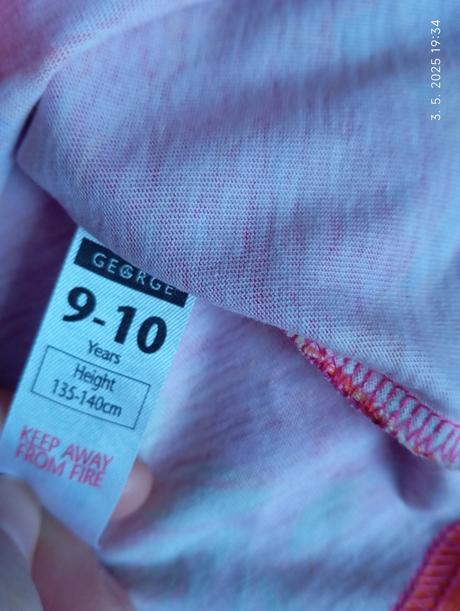 3. 5. 2025 19:34
GEORGE
9-10
Years
Height
135-140cm
KEEP AWAY
FROM FIRE